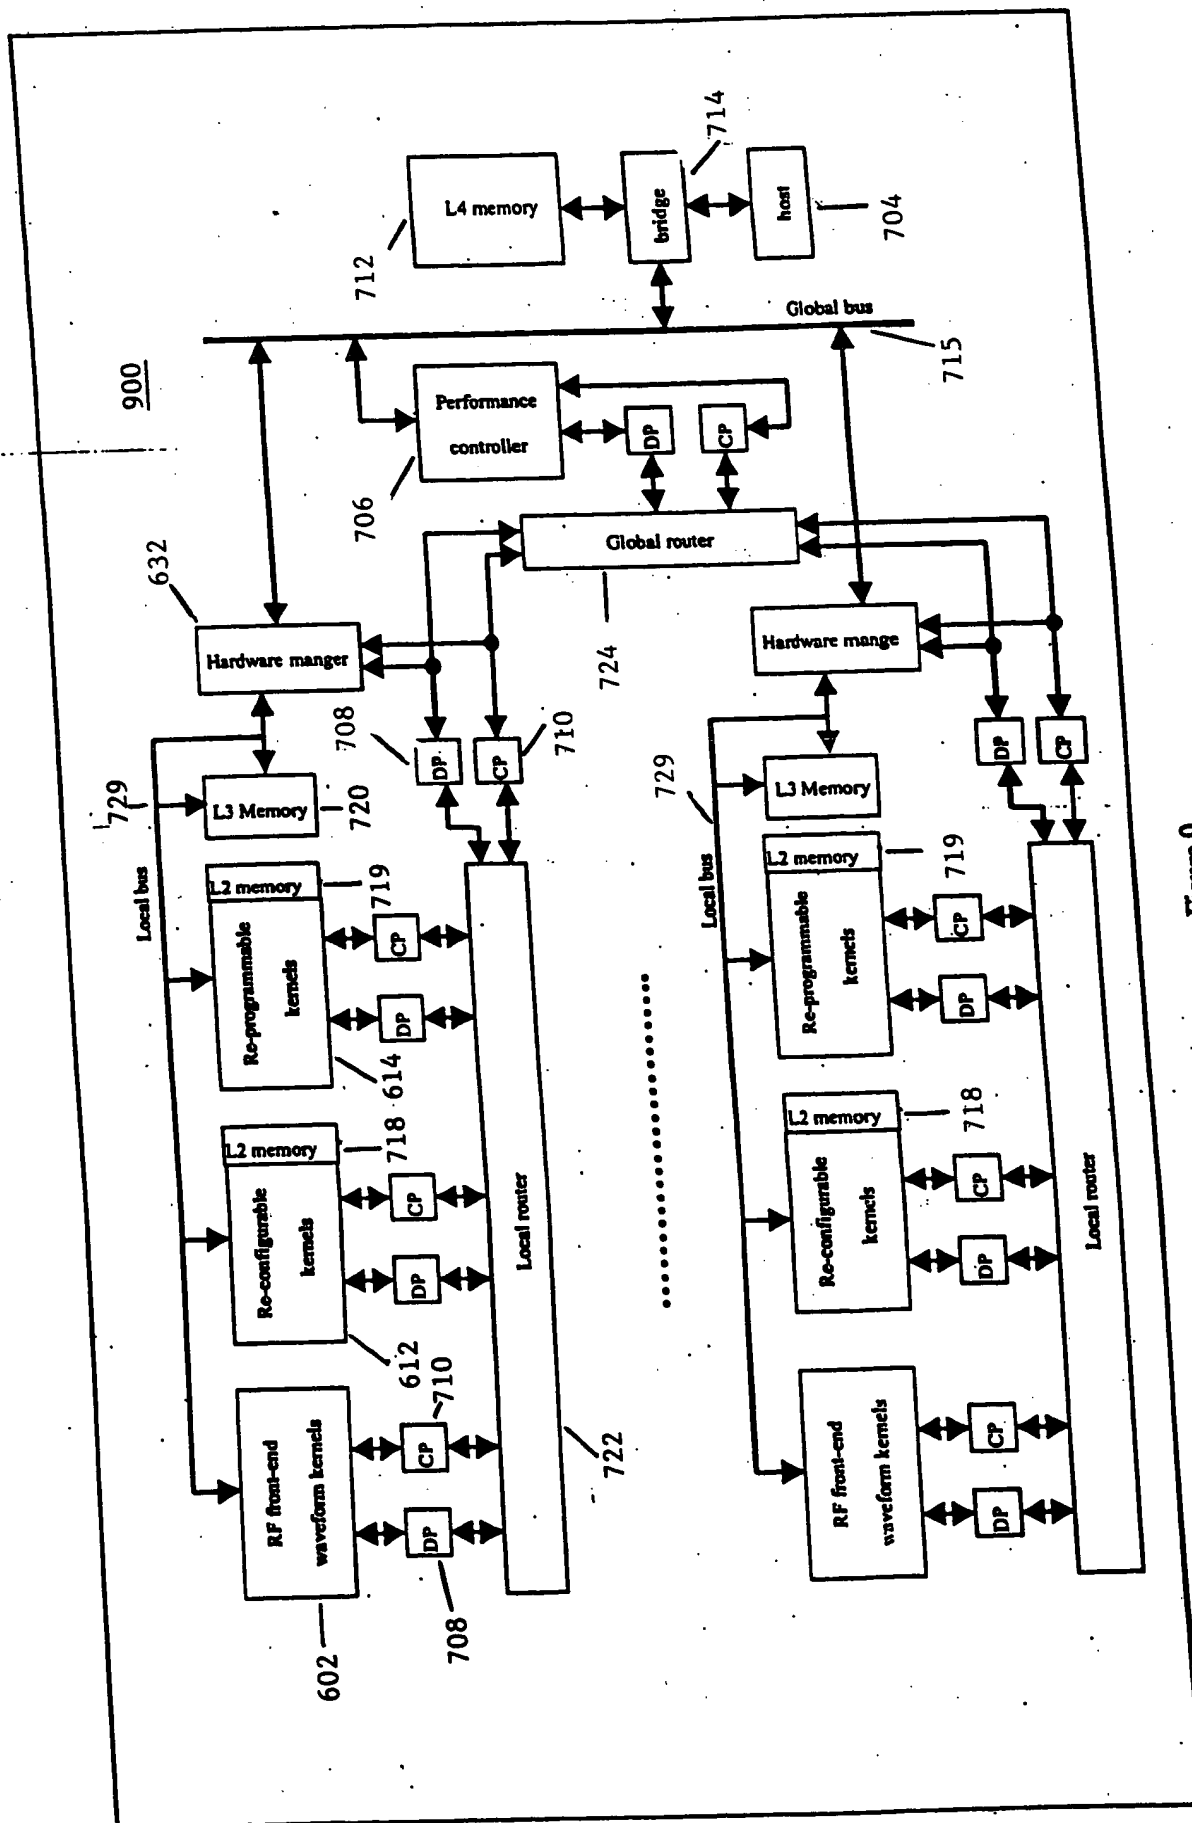 900
712
L4 memory
bridge
714
host
704
Global bus
715
706
Performance
controller
DP
CP
Global router
724
632
Hardware manger
708
DP
710
CP
729
Local bus
L3 Memory
720
L2 memory
719
Re-programmable
kernels
614
CP
DP
L2 memory
718
Re-configurable
kernels
612
CP
DP
RF front-end
waveform kernels
602
710
CP
DP
708
Local router
722
Hardware mange
DP
CP
729
Local bus
L3 Memory
L2 memory
719
Re-programmable
kernels
CP
DP
L2 memory
718
Re-configurable
kernels
CP
DP
RF front-end
waveform kernels
CP
DP
Local router